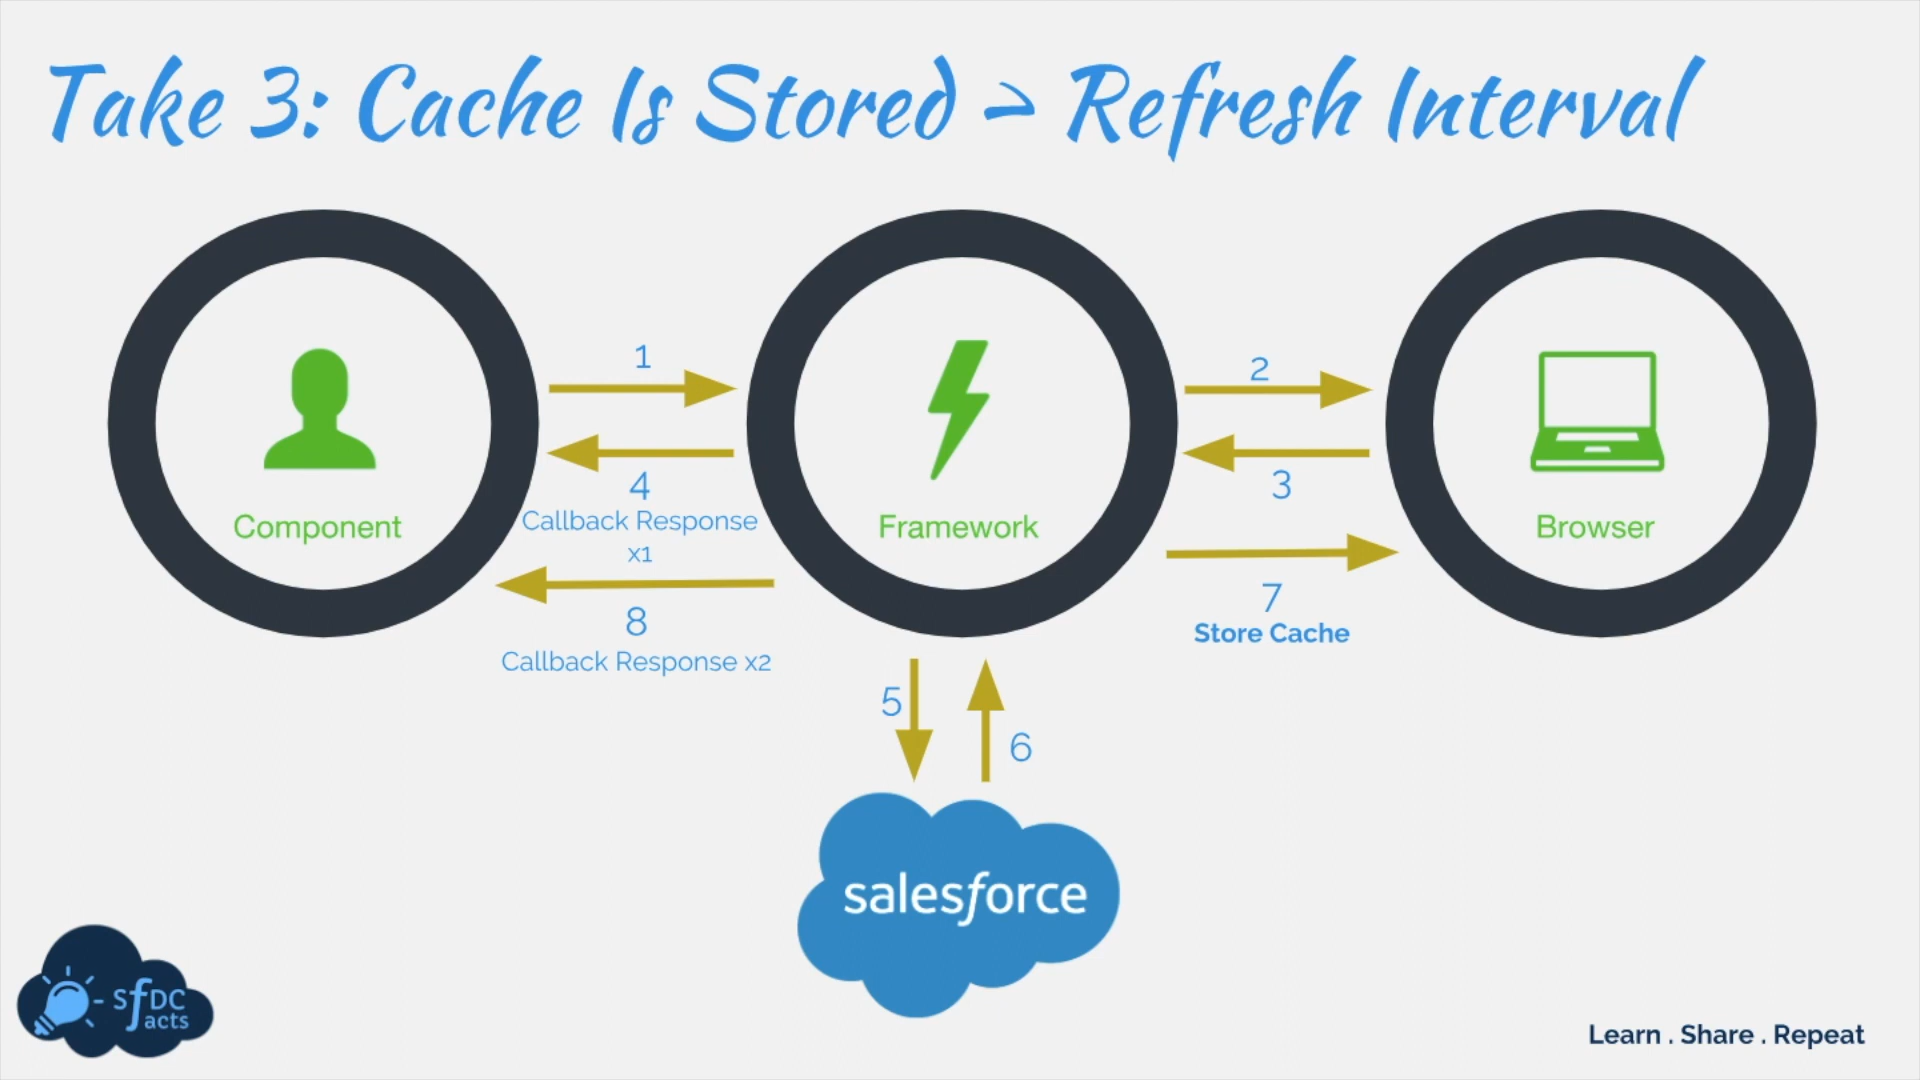 Take 3: Cache Is Stored > Refresh Interval
1
2
4
Callback Response
x1
3
Component
Framework
Browser
8
Callback Response x2
7
Store Cache
5
6
salesforce
sfDC
acts
Learn . Share . Repeat